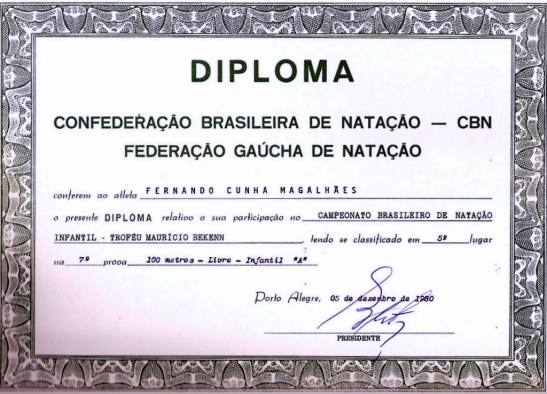 DIPLOMA
CONFEDERAÇÃO BRASILEIRA DE NATAÇÃO — CBN
FEDERAÇÃO GAÚCHA DE NATAÇÃO
conferem ao atleta FERNANDO CUNHA MAGALHÃES
o presente DIPLOMA relativo a sua participação no CAMPEONATO BRASILEIRO DE NATAÇÃO
INFANTIL - TROFÉU MAURÍCIO BEKENN, tendo se classificado em 5º lugar
na 7ª prova 100 metros - Livre - Infantil "A"
Porto Alegre, 05 de dezembro de 1980
PRESIDENTE